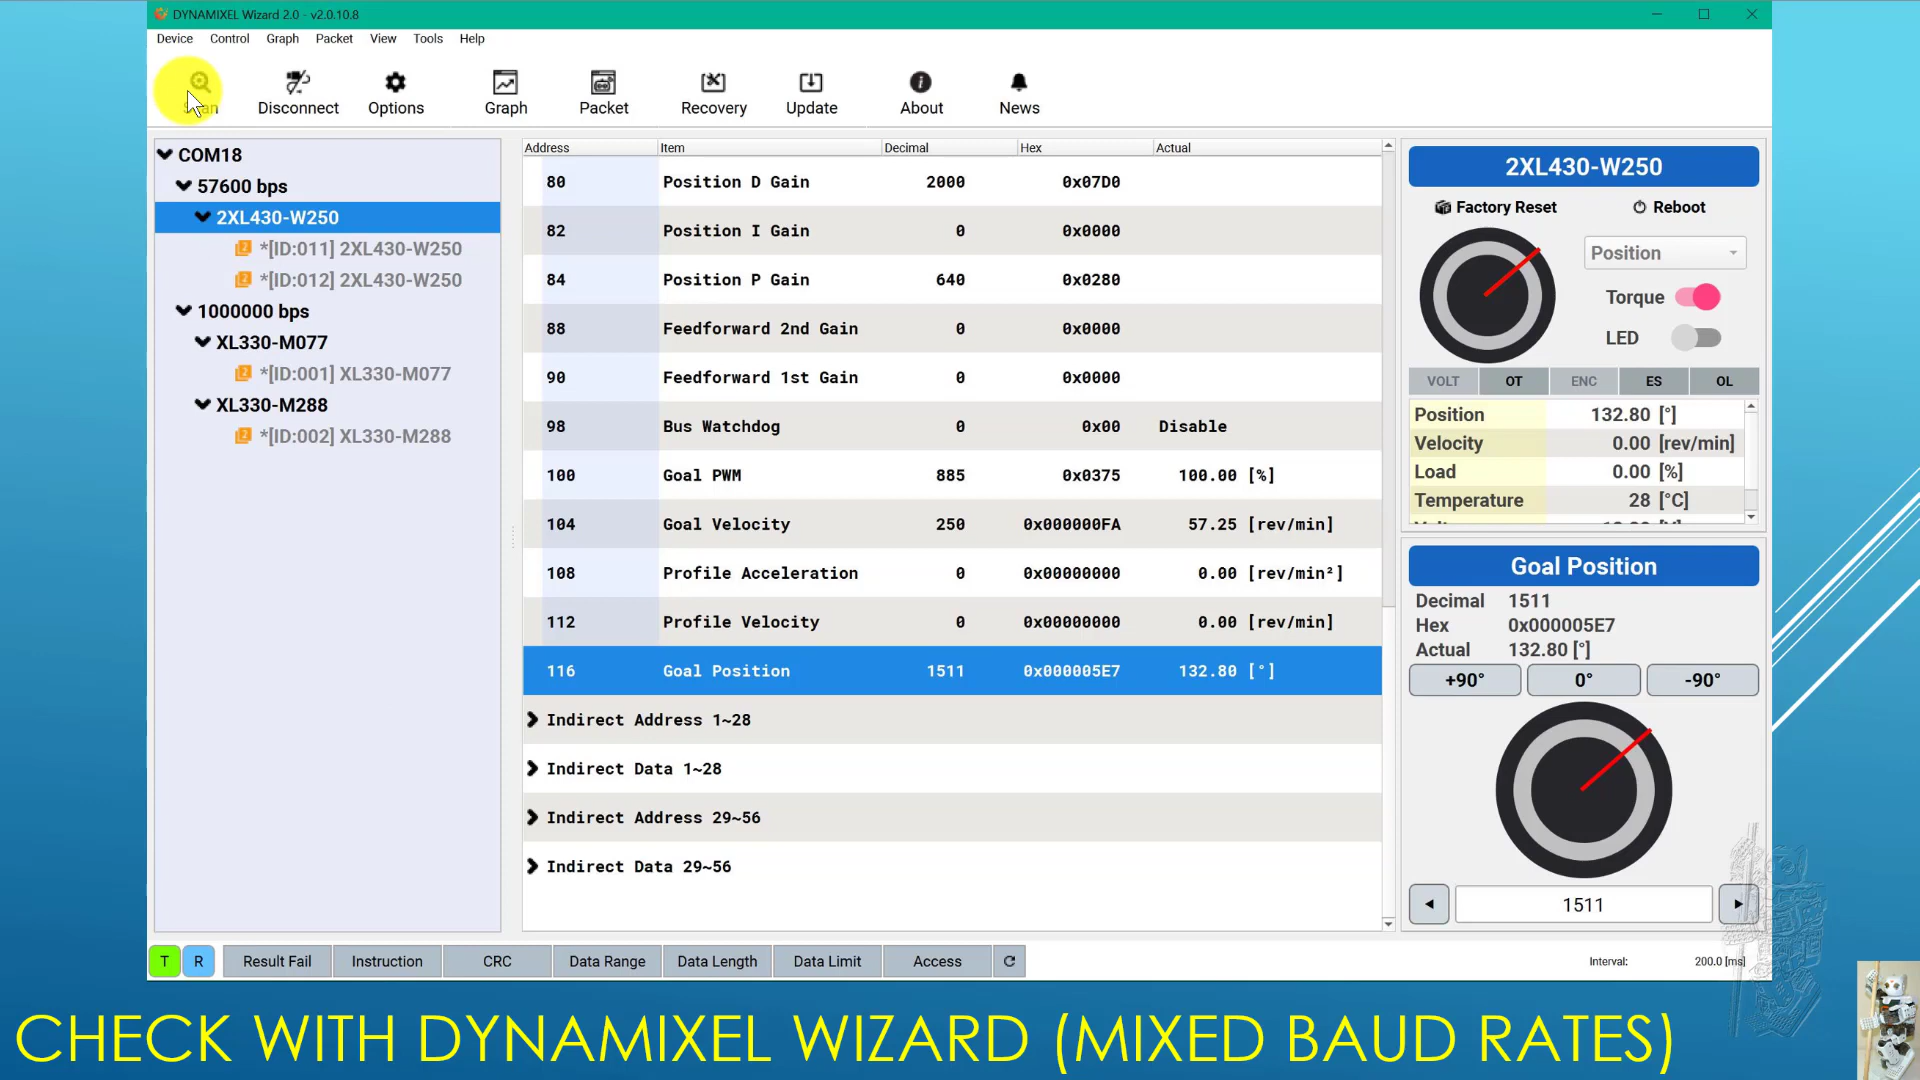 DYNAMIXEL Wizard 2.0 - v2.0.10.8
Device Control Graph Packet View Tools Help
Disconnect Options Graph Packet Recovery Update About News
COM18
57600 bps
2XL430-W250
*[ID:011] 2XL430-W250
*[ID:012] 2XL430-W250
1000000 bps
XL330-M077
*[ID:001] XL330-M077
XL330-M288
*[ID:002] XL330-M288
Address Item Decimal Hex Actual
80 Position D Gain 2000 0x07D0
82 Position I Gain 0 0x0000
84 Position P Gain 640 0x0280
88 Feedforward 2nd Gain 0 0x0000
90 Feedforward 1st Gain 0 0x0000
98 Bus Watchdog 0 0x00 Disable
100 Goal PWM 885 0x0375 100.00 [%]
104 Goal Velocity 250 0x000000FA 57.25 [rev/min]
108 Profile Acceleration 0 0x00000000 0.00 [rev/min²]
112 Profile Velocity 0 0x00000000 0.00 [rev/min]
116 Goal Position 1511 0x000005E7 132.80 [°]
Indirect Address 1~28
Indirect Data 1~28
Indirect Address 29~56
Indirect Data 29~56
2XL430-W250
Factory Reset Reboot
Position
Torque
LED
VOLT OT ENC ES OL
Position 132.80 [°]
Velocity 0.00 [rev/min]
Load 0.00 [%]
Temperature 28 [°C]
Goal Position
Decimal 1511
Hex 0x000005E7
Actual 132.80 [°]
+90° 0° -90°
1511
T R Result Fail Instruction CRC Data Range Data Length Data Limit Access Interval: 200.0 [ms]
CHECK WITH DYNAMIXEL WIZARD (MIXED BAUD RATES)